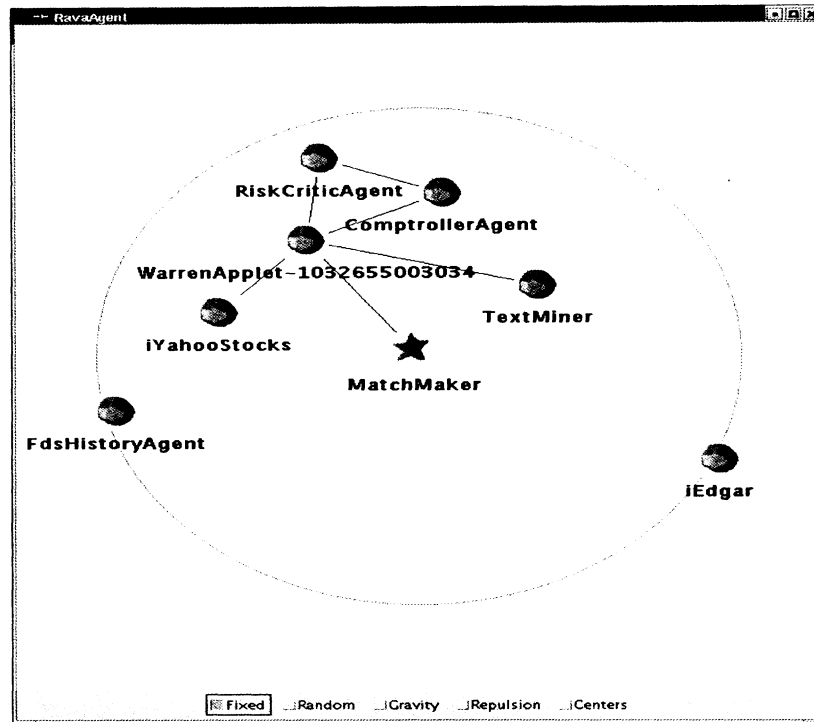 RavaAgent
RiskCriticAgent
ComptrollerAgent
WarrenApplet-1032655003034
TextMiner
iYahooStocks
MatchMaker
FdsHistoryAgent
iEdgar
Fixed Random Gravity Repulsion Centers